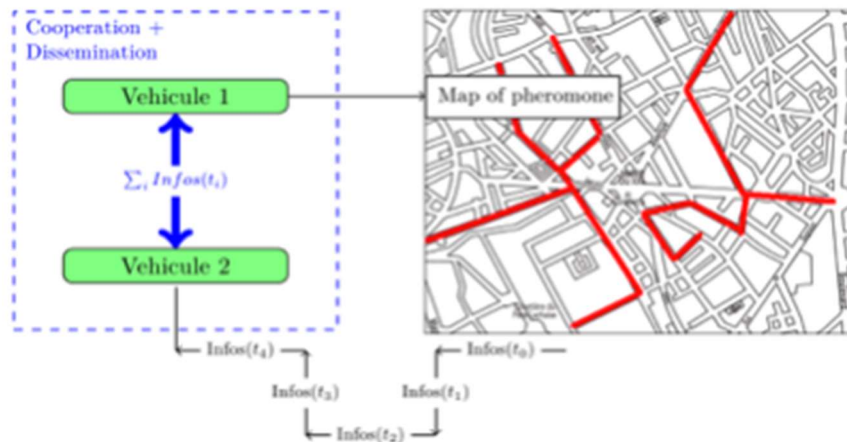 Cooperation +
Dissemination
Vehicule 1
Map of pheromone
∑ᵢ Infos(tᵢ)
Vehicule 2
Infos(t₄)
Infos(t₀)
Infos(t₃)
Infos(t₁)
Infos(t₂)